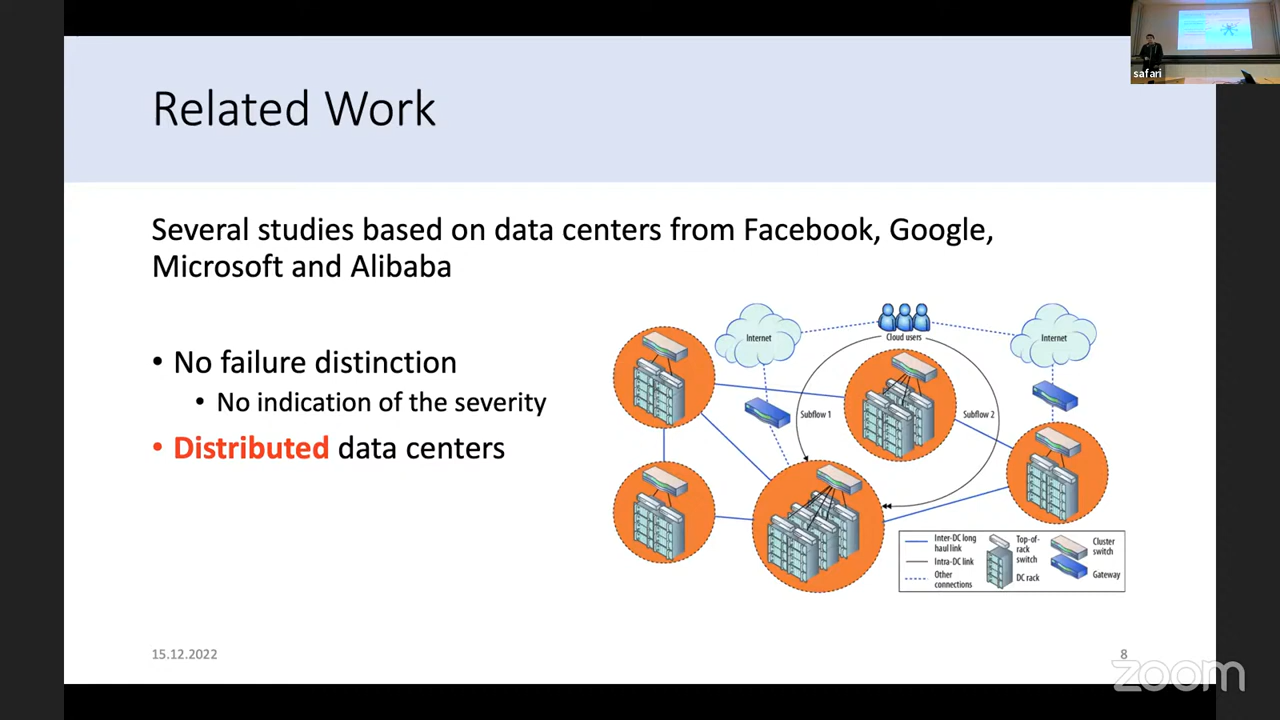 safari
Related Work
Several studies based on data centers from Facebook, Google,
Microsoft and Alibaba
• No failure distinction
• No indication of the severity
• Distributed data centers
Internet
Cloud users
Internet
Subflow 1
Subflow 2
Inter-DC long
haul link
Intra-DC link
Other
connections
Top-of-
rack
switch
DC rack
Cluster
switch
Gateway
15.12.2022
8
zoom